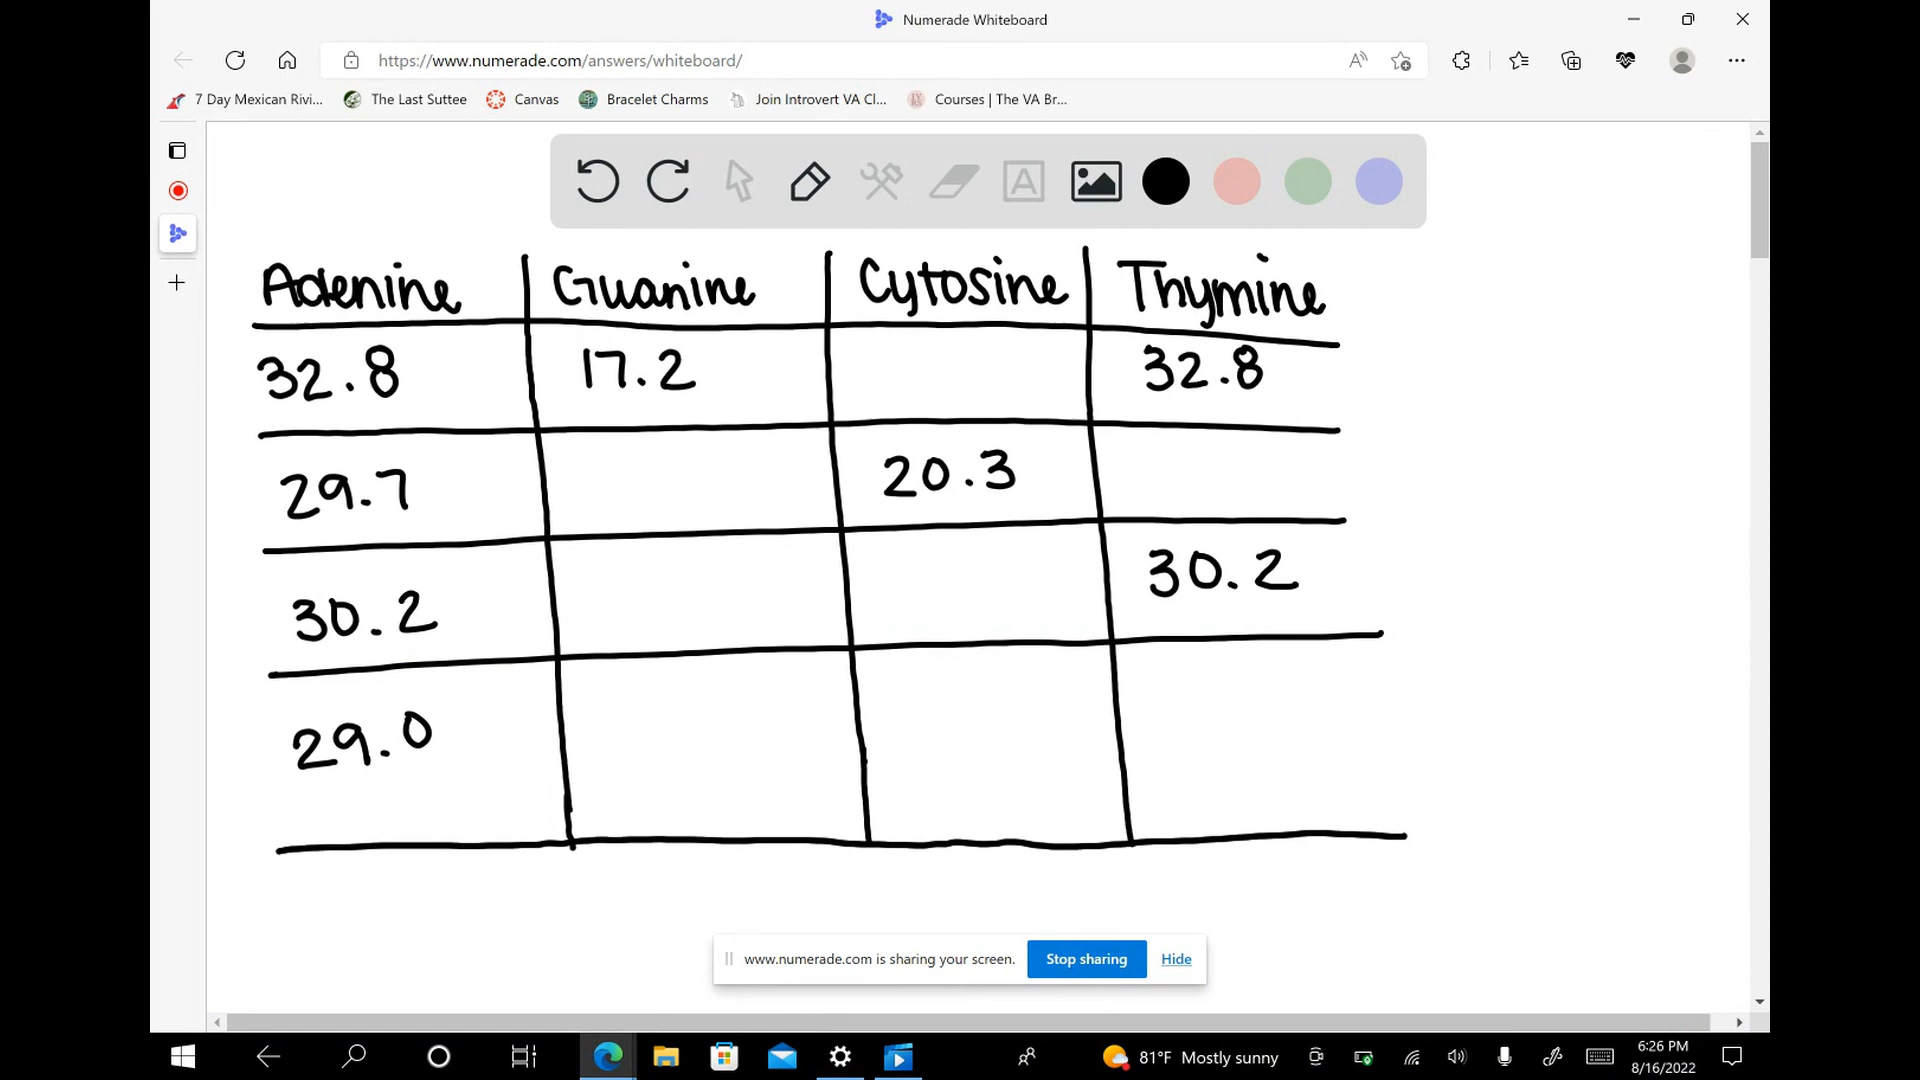 Numerade Whiteboard
https://www.numerade.com/answers/whiteboard/
7 Day Mexican Rivi... The Last Suttee Canvas Bracelet Charms Join Introvert VA Cl... Courses | The VA Br...
A
Adenine Guanine Cytosine Thymine
32.8 17.2 32.8
29.7 20.3
30.2 30.2
29.0
www.numerade.com is sharing your screen. Stop sharing Hide
81°F Mostly sunny 6:26 PM
8/16/2022